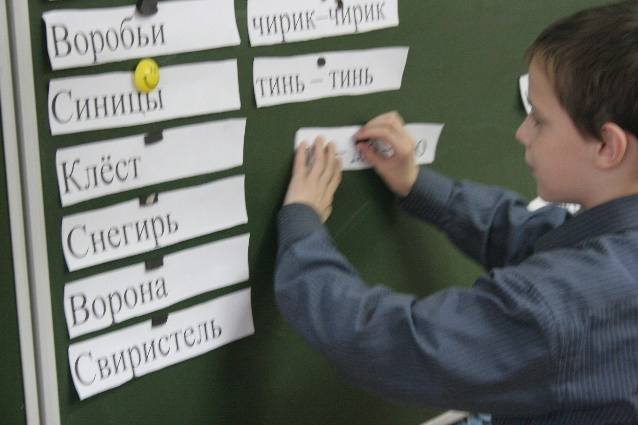 Воробьи
чирик–чирик
Синицы
тинь – тинь
Клёст
Снегирь
Ворона
Свиристель